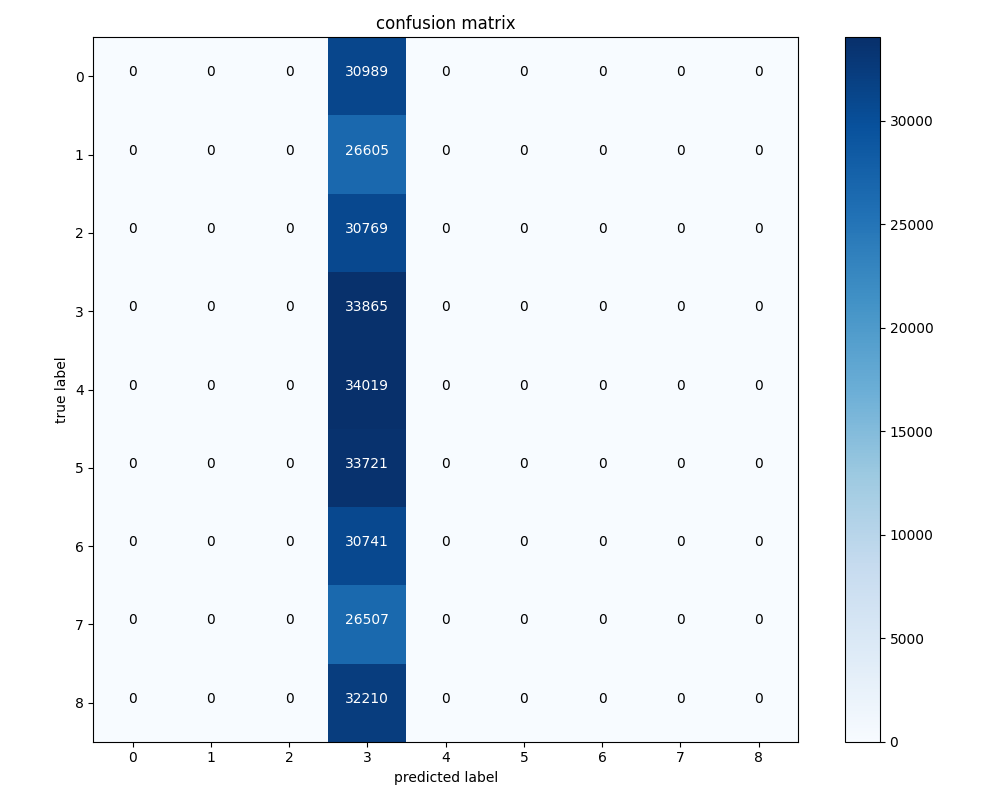 confusion matrix
0 0 0 0 30989 0 0 0 0 0
1 0 0 0 26605 0 0 0 0 0
2 0 0 0 30769 0 0 0 0 0
3 0 0 0 33865 0 0 0 0 0
4 0 0 0 34019 0 0 0 0 0
5 0 0 0 33721 0 0 0 0 0
6 0 0 0 30741 0 0 0 0 0
7 0 0 0 26507 0 0 0 0 0
8 0 0 0 32210 0 0 0 0 0
true label
0 1 2 3 4 5 6 7 8
predicted label
30000
25000
20000
15000
10000
5000
0